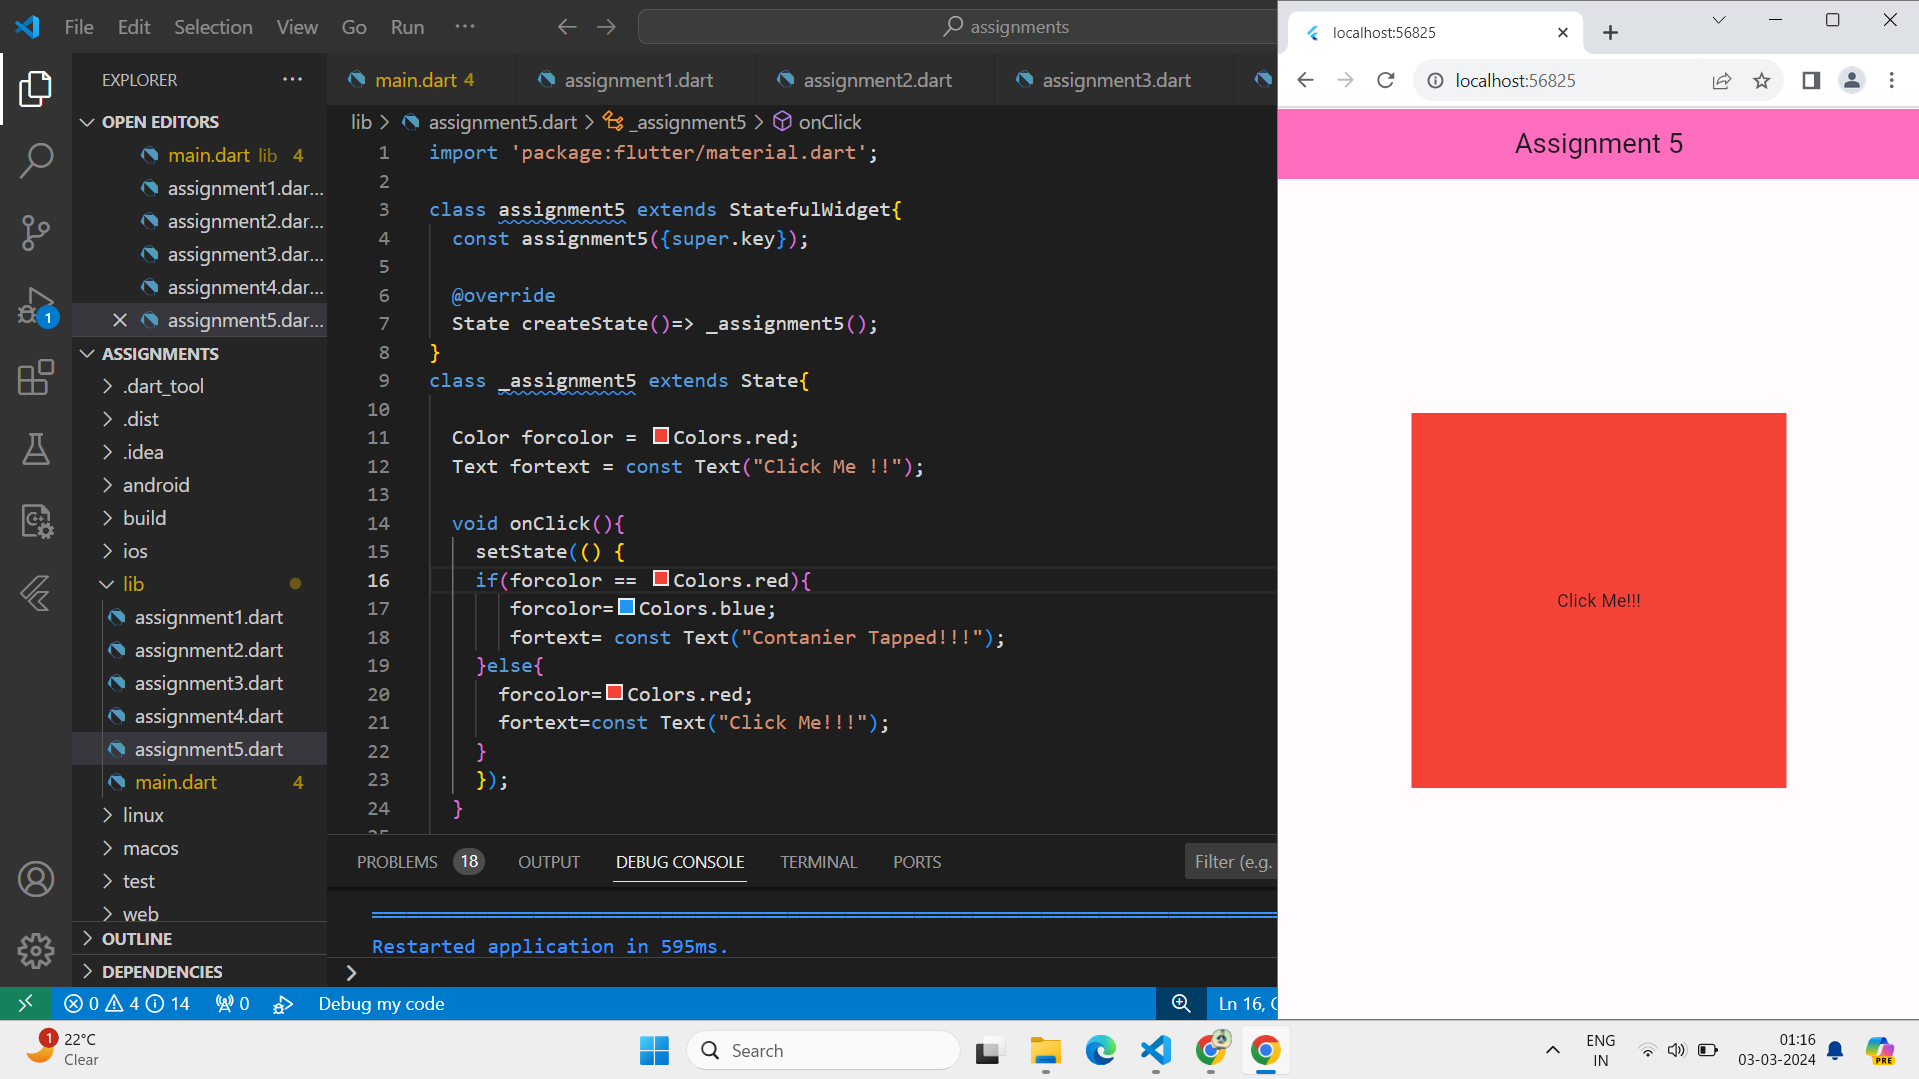 File Edit Selection View Go Run ···
assignments
EXPLORER
OPEN EDITORS
main.dart lib 4
assignment1.dar...
assignment2.dar...
assignment3.dar...
assignment4.dar...
assignment5.dar...
ASSIGNMENTS
.dart_tool
.dist
.idea
android
build
ios
lib
assignment1.dart
assignment2.dart
assignment3.dart
assignment4.dart
assignment5.dart
main.dart 4
linux
macos
test
web
OUTLINE
DEPENDENCIES
1
main.dart 4 assignment1.dart assignment2.dart assignment3.dart
lib > assignment5.dart > _assignment5 > onClick
1 import 'package:flutter/material.dart';
2
3 class assignment5 extends StatefulWidget{
4 const assignment5({super.key});
5
6 @override
7 State createState()=> _assignment5();
8 }
9 class _assignment5 extends State{
10
11 Color forcolor = Colors.red;
12 Text fortext = const Text("Click Me !!");
13
14 void onClick(){
15 setState(() {
16 if(forcolor == Colors.red){
17 forcolor=Colors.blue;
18 fortext= const Text("Contanier Tapped!!!");
19 }else{
20 forcolor=Colors.red;
21 fortext=const Text("Click Me!!!");
22 }
23 });
24 }
PROBLEMS 18 OUTPUT DEBUG CONSOLE TERMINAL PORTS Filter (e.g.
Restarted application in 595ms.
>
0 4 14 0 Debug my code Ln 16,
localhost:56825
localhost:56825
Assignment 5
Click Me!!!
1 22°C
Clear
Search
ENG
IN
01:16
03-03-2024
PRE